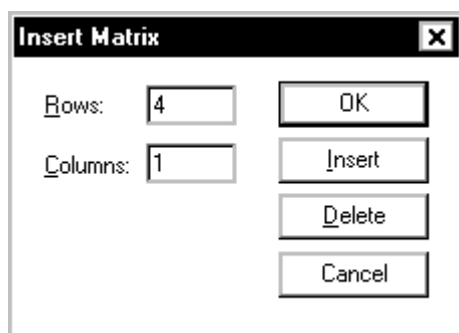 Insert Matrix
Rows: 4
OK
Columns: 1
Insert
Delete
Cancel